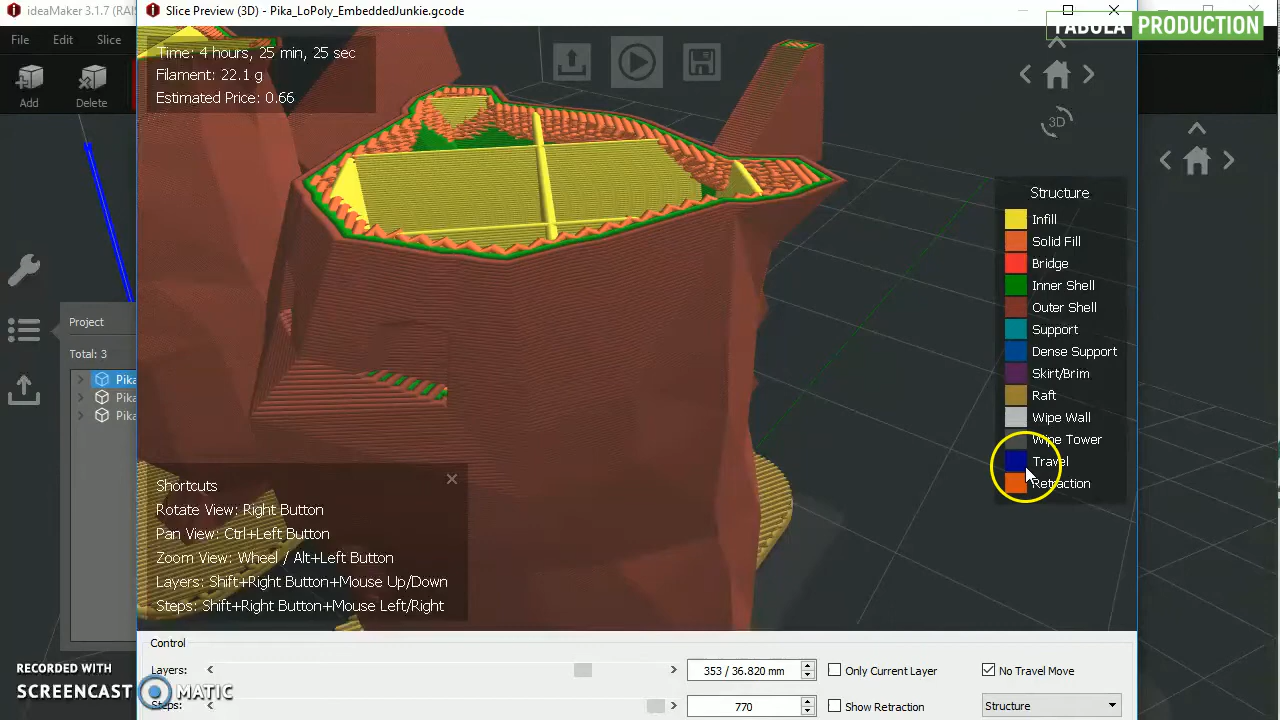 ideaMaker 3.1.7 (RAIS
Slice Preview (3D) - Pika_LoPoly_EmbeddedJunkie.gcode
TABULA PRODUCTION
File Edit Slice
Time: 4 hours, 25 min, 25 sec
Filament: 22.1 g
Estimated Price: 0.66
Add Delete
3D
Structure
Infill
Solid Fill
Bridge
Inner Shell
Outer Shell
Support
Dense Support
Skirt/Brim
Raft
Wipe Wall
Wipe Tower
Travel
Retraction
Project
Total: 3
Pika
Pika
Pika
Shortcuts
Rotate View: Right Button
Pan View: Ctrl+Left Button
Zoom View: Wheel / Alt+Left Button
Layers: Shift+Right Button+Mouse Up/Down
Steps: Shift+Right Button+Mouse Left/Right
Control
Layers: 353 / 36.820 mm Only Current Layer No Travel Move
Steps: 770 Show Retraction Structure
RECORDED WITH
SCREENCAST MATIC